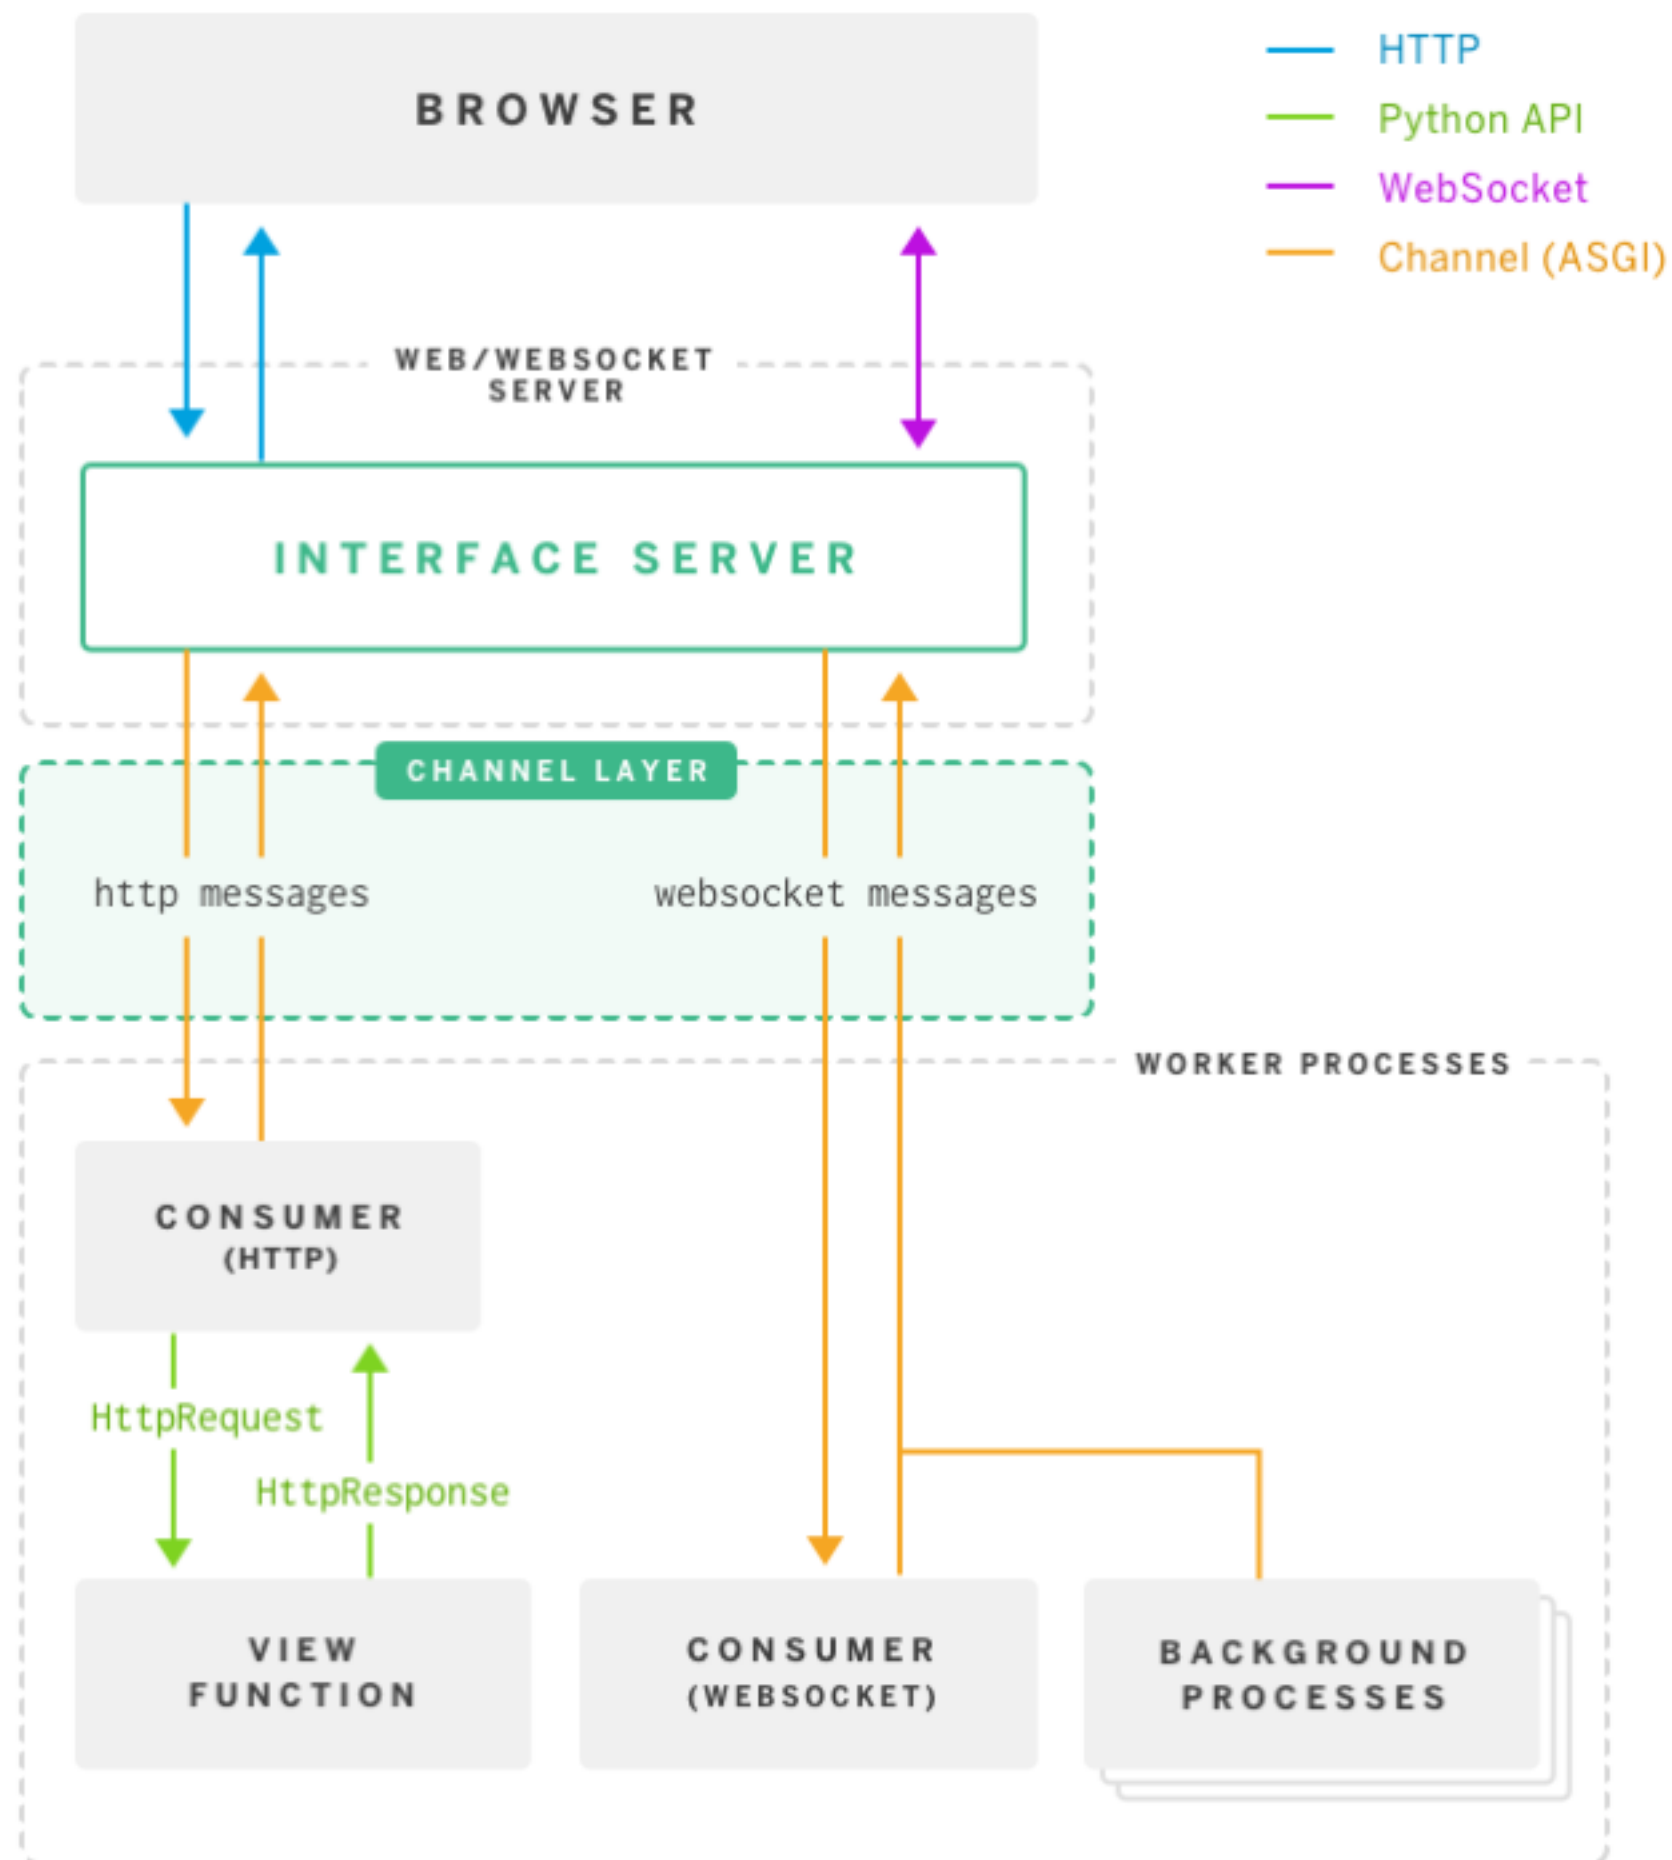 BROWSER
HTTP
Python API
WebSocket
Channel (ASGI)
WEB/WEBSOCKET
SERVER
INTERFACE SERVER
CHANNEL LAYER
http messages
websocket messages
WORKER PROCESSES
CONSUMER
(HTTP)
HttpRequest
HttpResponse
VIEW
FUNCTION
CONSUMER
(WEBSOCKET)
BACKGROUND
PROCESSES